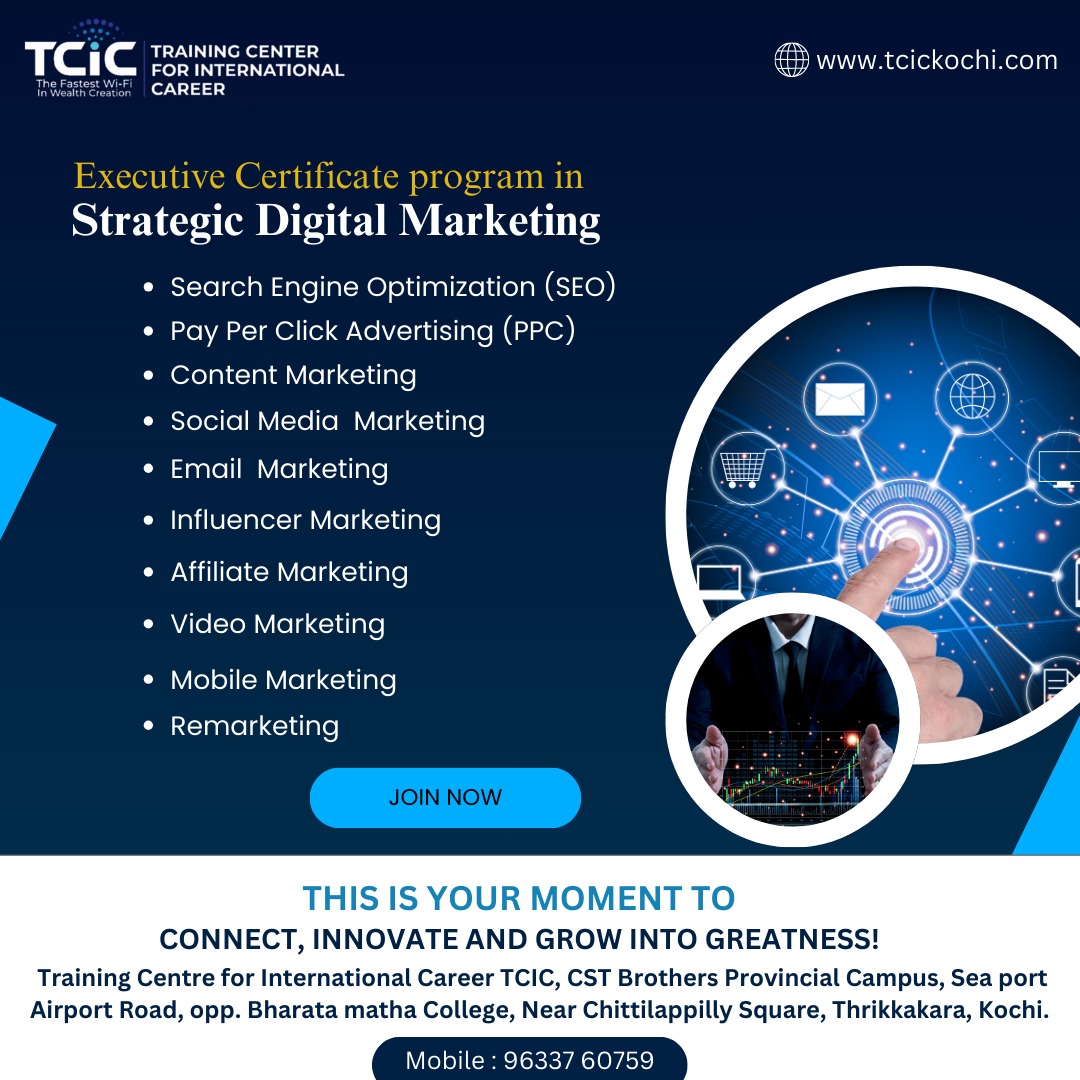 TCiC
The Fastest Wi-Fi
In Wealth Creation
TRAINING CENTER
FOR INTERNATIONAL
CAREER
www.tcickochi.com
Executive Certificate program in
Strategic Digital Marketing
• Search Engine Optimization (SEO)
• Pay Per Click Advertising (PPC)
• Content Marketing
• Social Media Marketing
• Email Marketing
• Influencer Marketing
• Affiliate Marketing
• Video Marketing
• Mobile Marketing
• Remarketing
JOIN NOW
THIS IS YOUR MOMENT TO
CONNECT, INNOVATE AND GROW INTO GREATNESS!
Training Centre for International Career TCIC, CST Brothers Provincial Campus, Sea port
Airport Road, opp. Bharata matha College, Near Chittilappilly Square, Thrikkakara, Kochi.
Mobile : 96337 60759